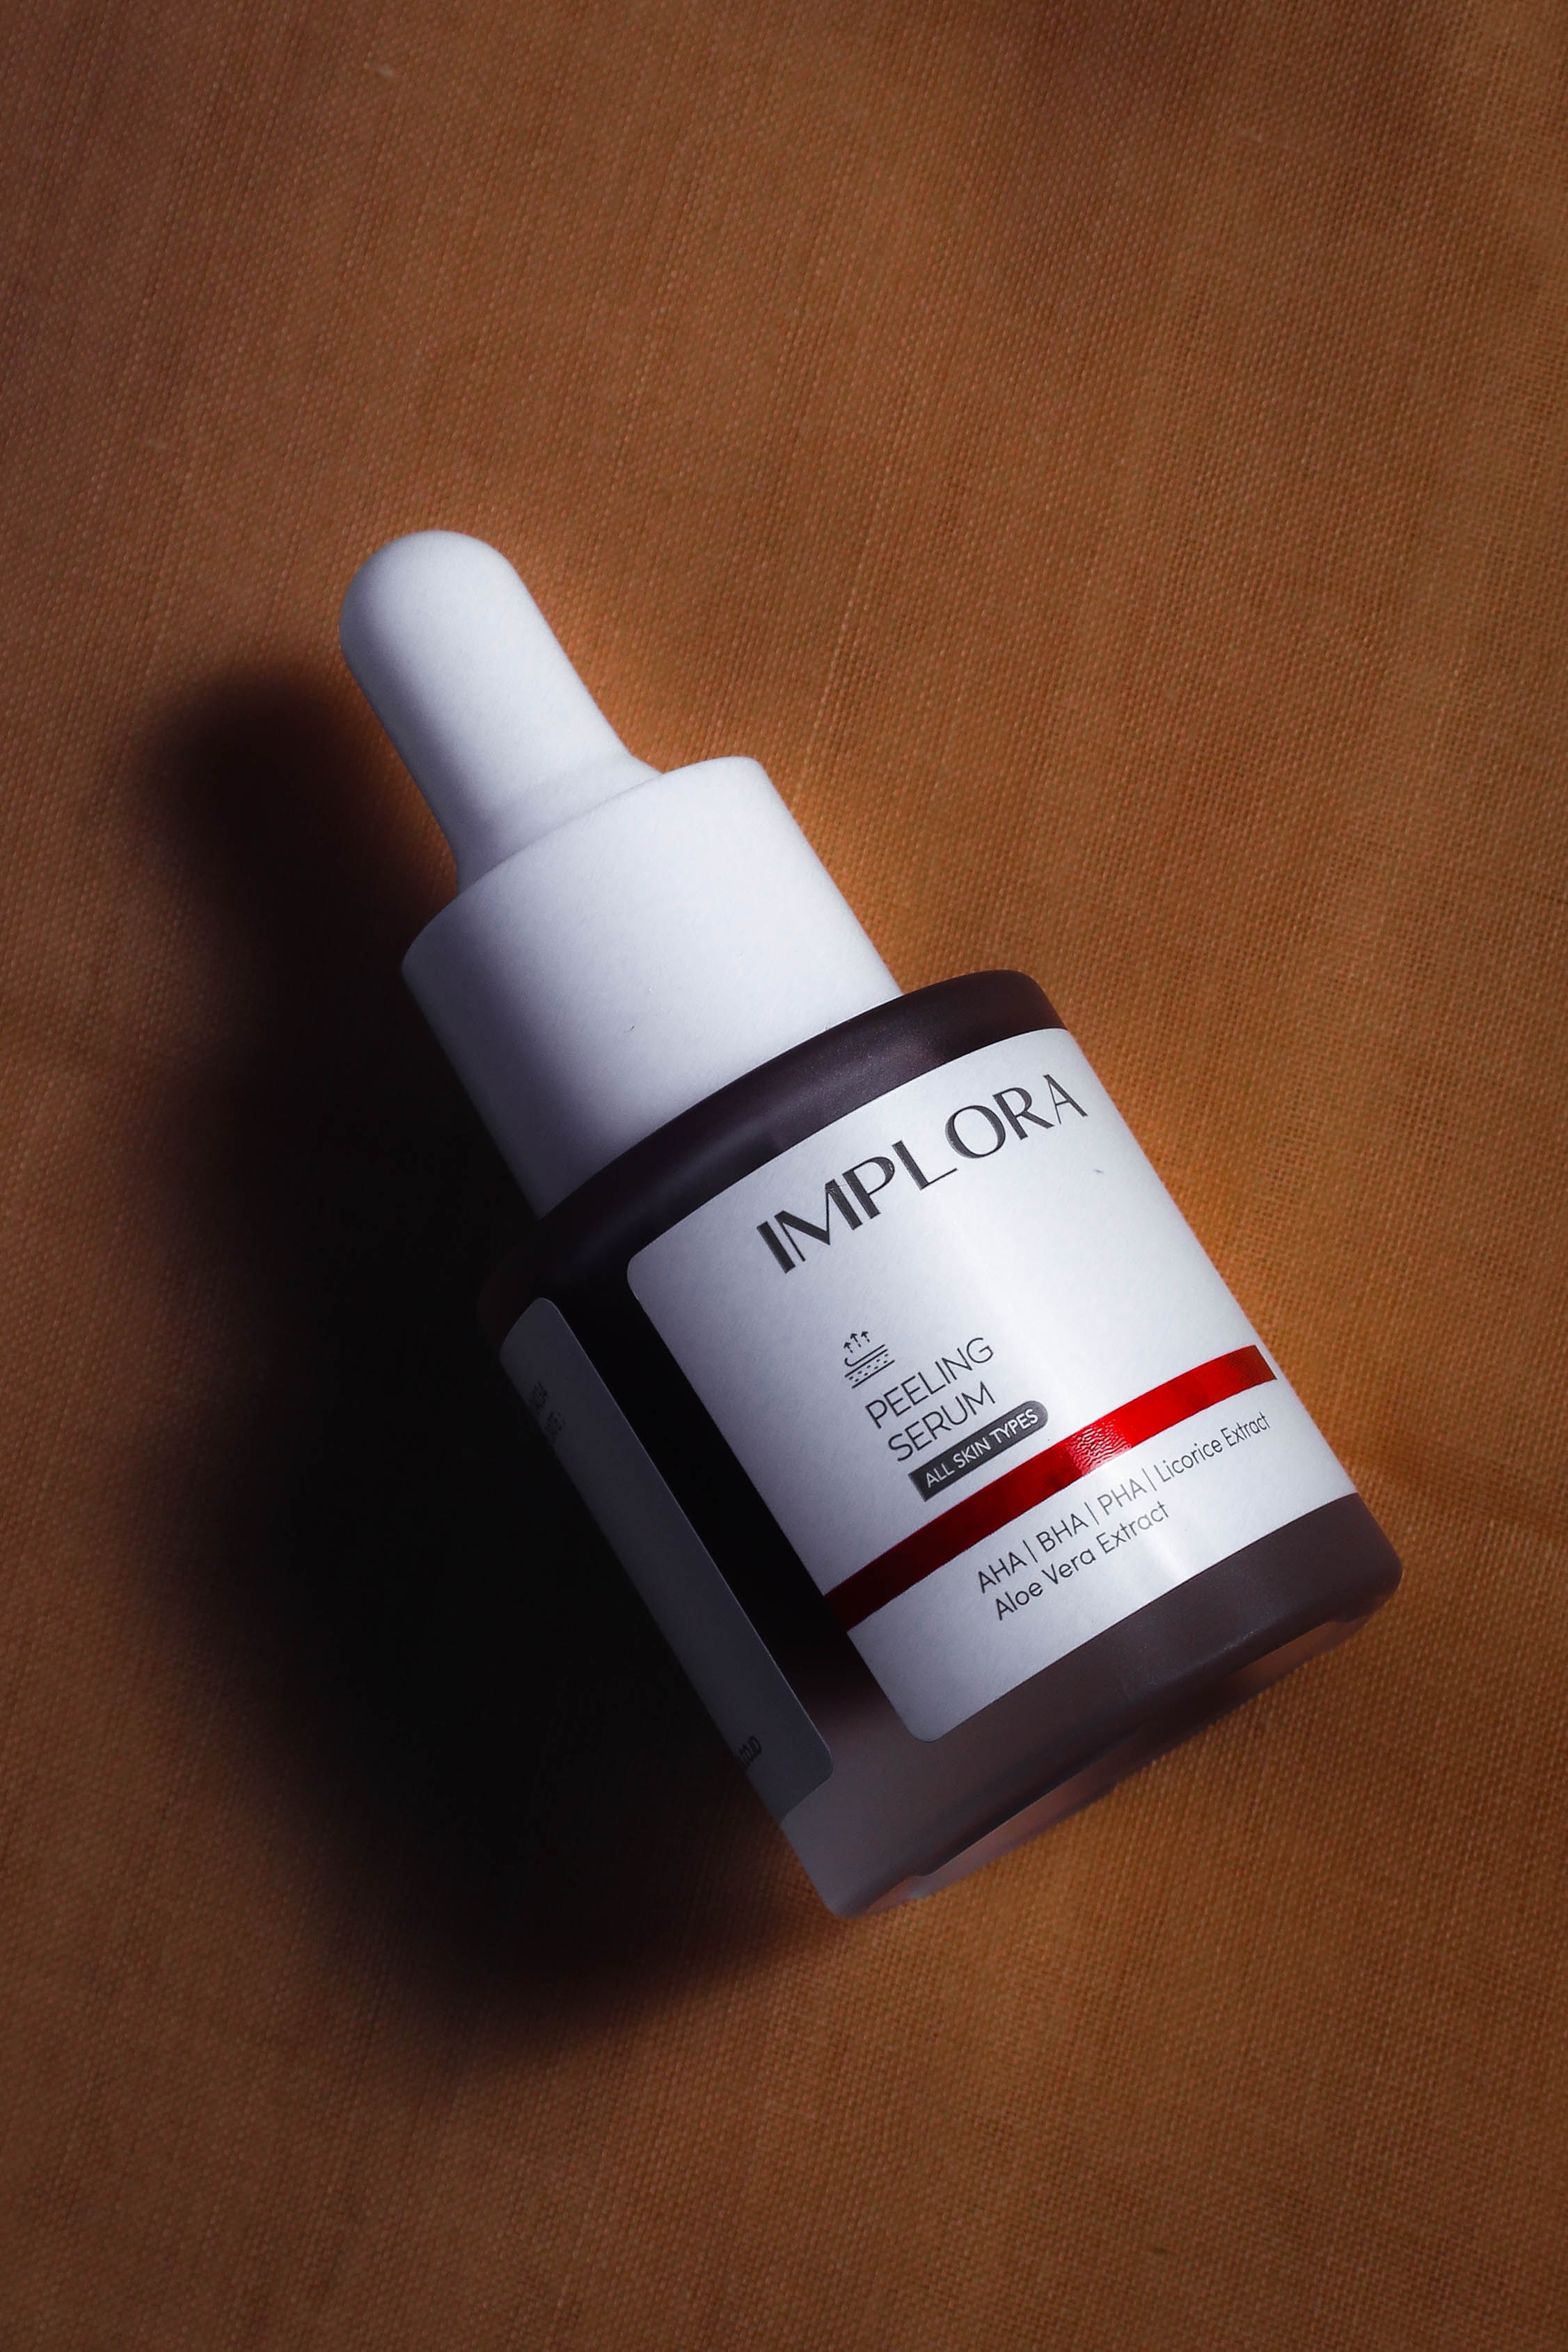 IMPLORA
PEELING
SERUM
ALL SKIN TYPES
AHA | BHA | PHA | Licorice Extract
Aloe Vera Extract